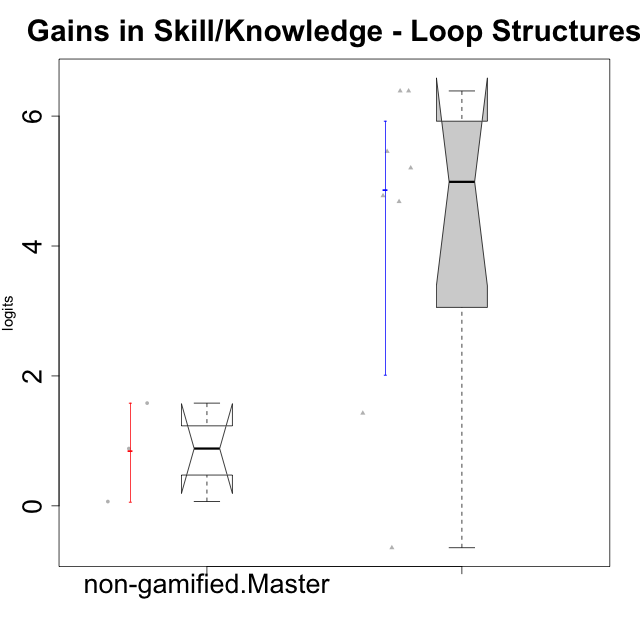 Gains in Skill/Knowledge - Loop Structures
6
4
2
0
logits
non-gamified.Master